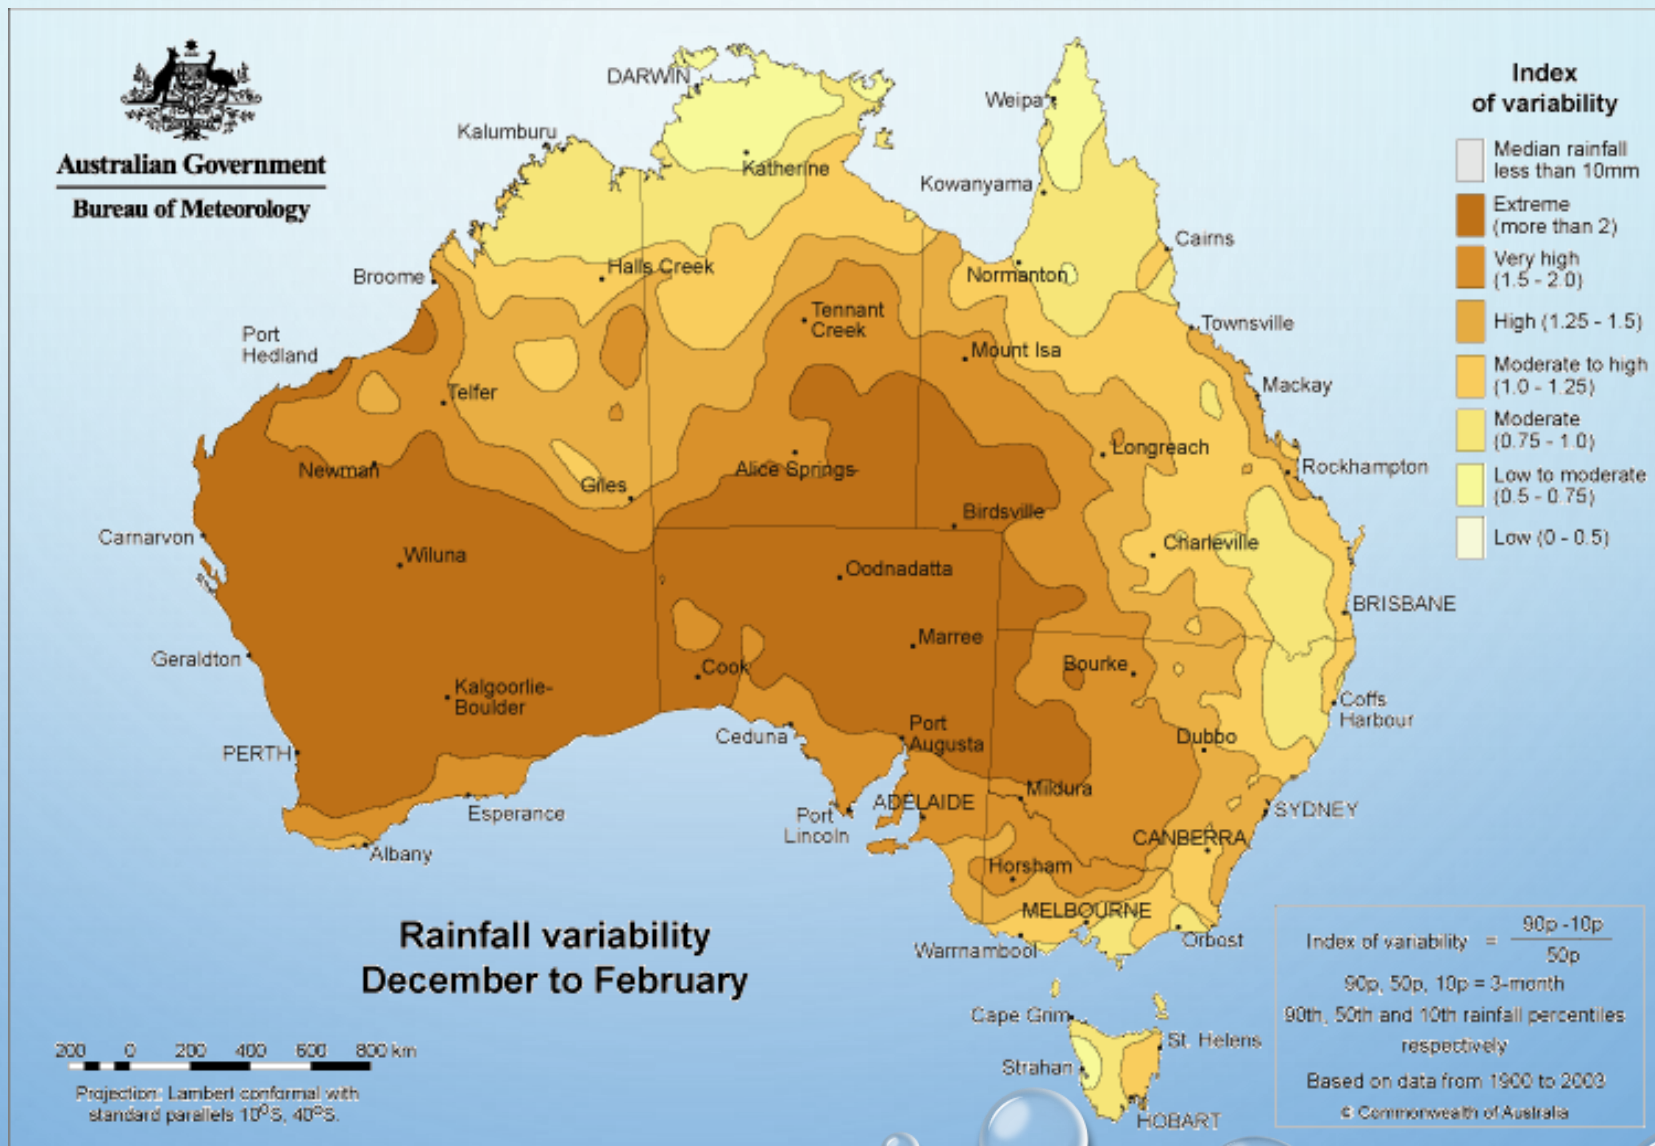 Australian Government
Bureau of Meteorology
DARWIN
Weipa
Kalumburu
Katherine
Kowanyama
Cairns
Broome
Halls Creek
Normanton
Port
Hedland
Tennant
Creek
Townsville
Mount Isa
Telfer
Mackay
Newman
Giles
Alice Springs
Longreach
Rockhampton
Carnarvon
Birdsville
Wiluna
Oodnadatta
Charleville
BRISBANE
Geraldton
Marree
Kalgoorlie-
Boulder
Cook
Bourke
Coffs
Harbour
PERTH
Ceduna
Port
Augusta
Dubbo
Esperance
Port
Lincoln
ADELAIDE
Mildura
SYDNEY
Albany
CANBERRA
Horsham
MELBOURNE
Warrnambool
Orbost
Cape Grim
St. Helens
Strahan
HOBART
Index
of variability
Median rainfall
less than 10mm
Extreme
(more than 2)
Very high
(1.5 - 2.0)
High (1.25 - 1.5)
Moderate to high
(1.0 - 1.25)
Moderate
(0.75 - 1.0)
Low to moderate
(0.5 - 0.75)
Low (0 - 0.5)
Rainfall variability
December to February
200 0 200 400 600 800 km
Projection: Lambert conformal with
standard parallels 10°S, 40°S.
Index of variability = 90p -10p
50p
90p, 50p, 10p = 3-month
90th, 50th and 10th rainfall percentiles
respectively
Based on data from 1900 to 2003
© Commonwealth of Australia